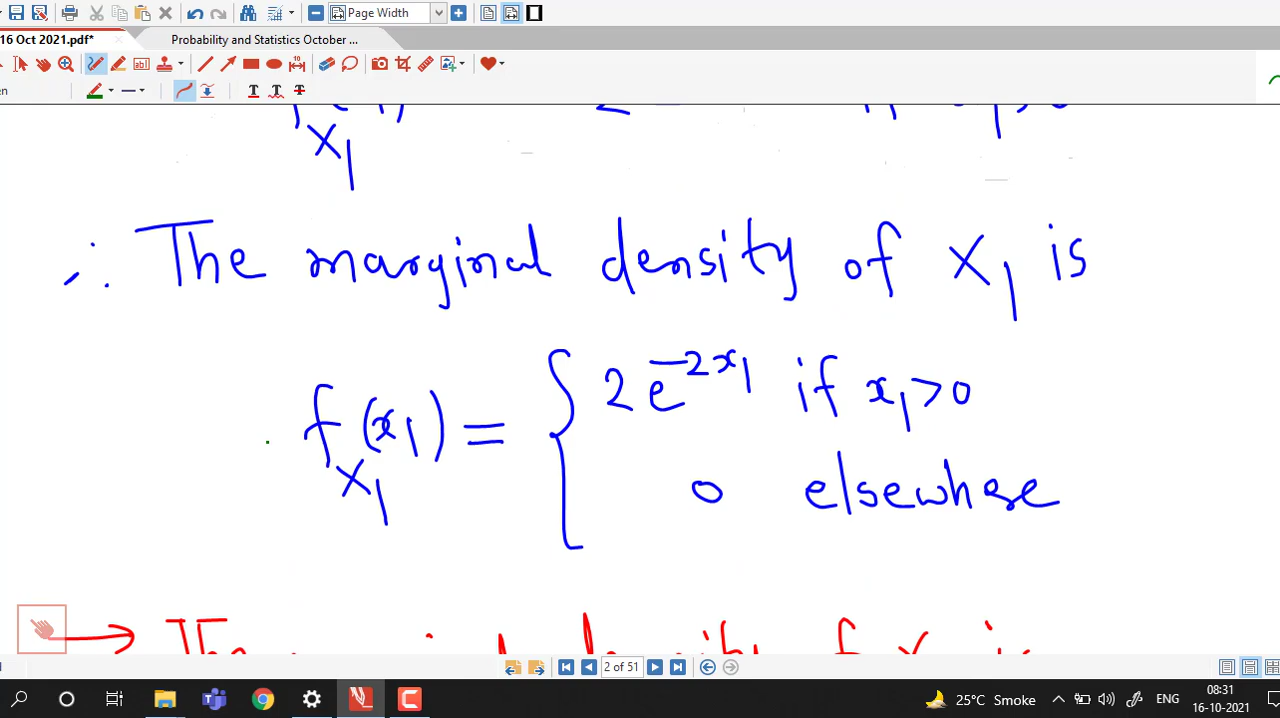 Page Width
16 Oct 2021.pdf*
Probability and Statistics October ...
X1
∴ The marginal density of X1 is
f X1 (x1) = { 2 e^-2x1 if x1>0
0 elsewhere
2 of 51
25°C Smoke
ENG
08:31
16-10-2021